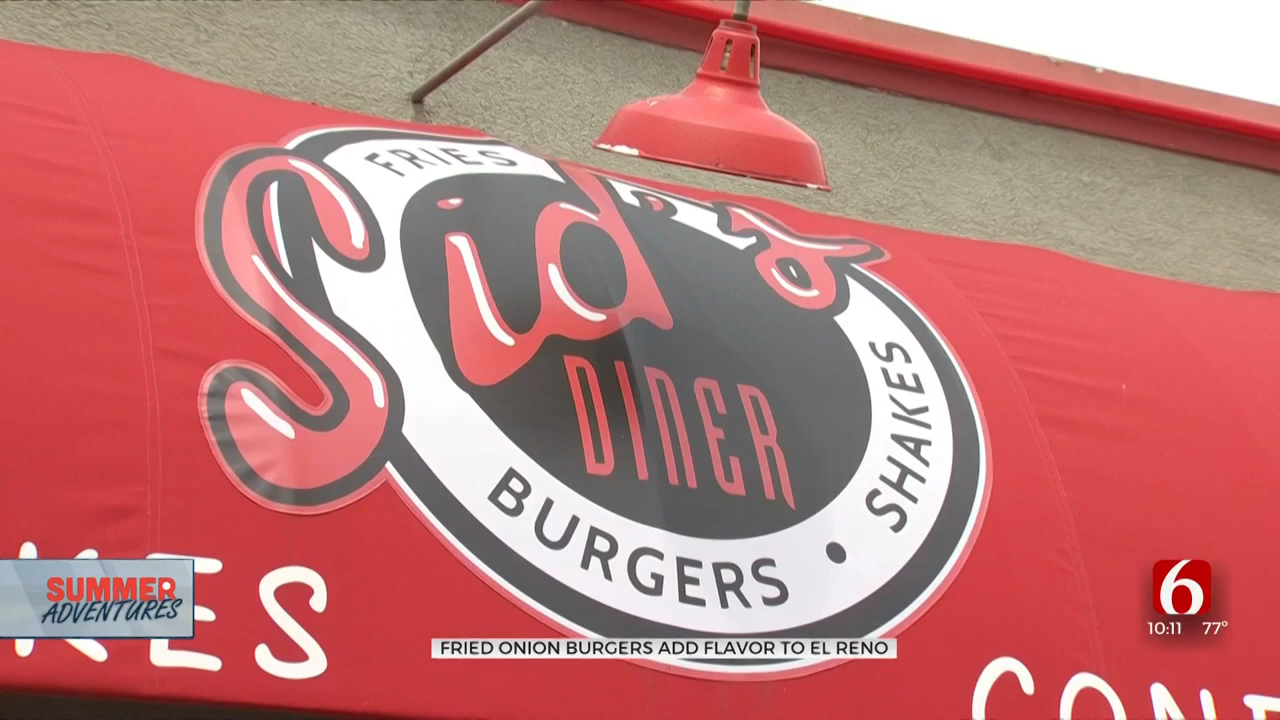 FRIES
Sid's
DINER
BURGERS • SHAKES
SUMMER
ADVENTURES
FRIED ONION BURGERS ADD FLAVOR TO EL RENO
6
10:11 77°